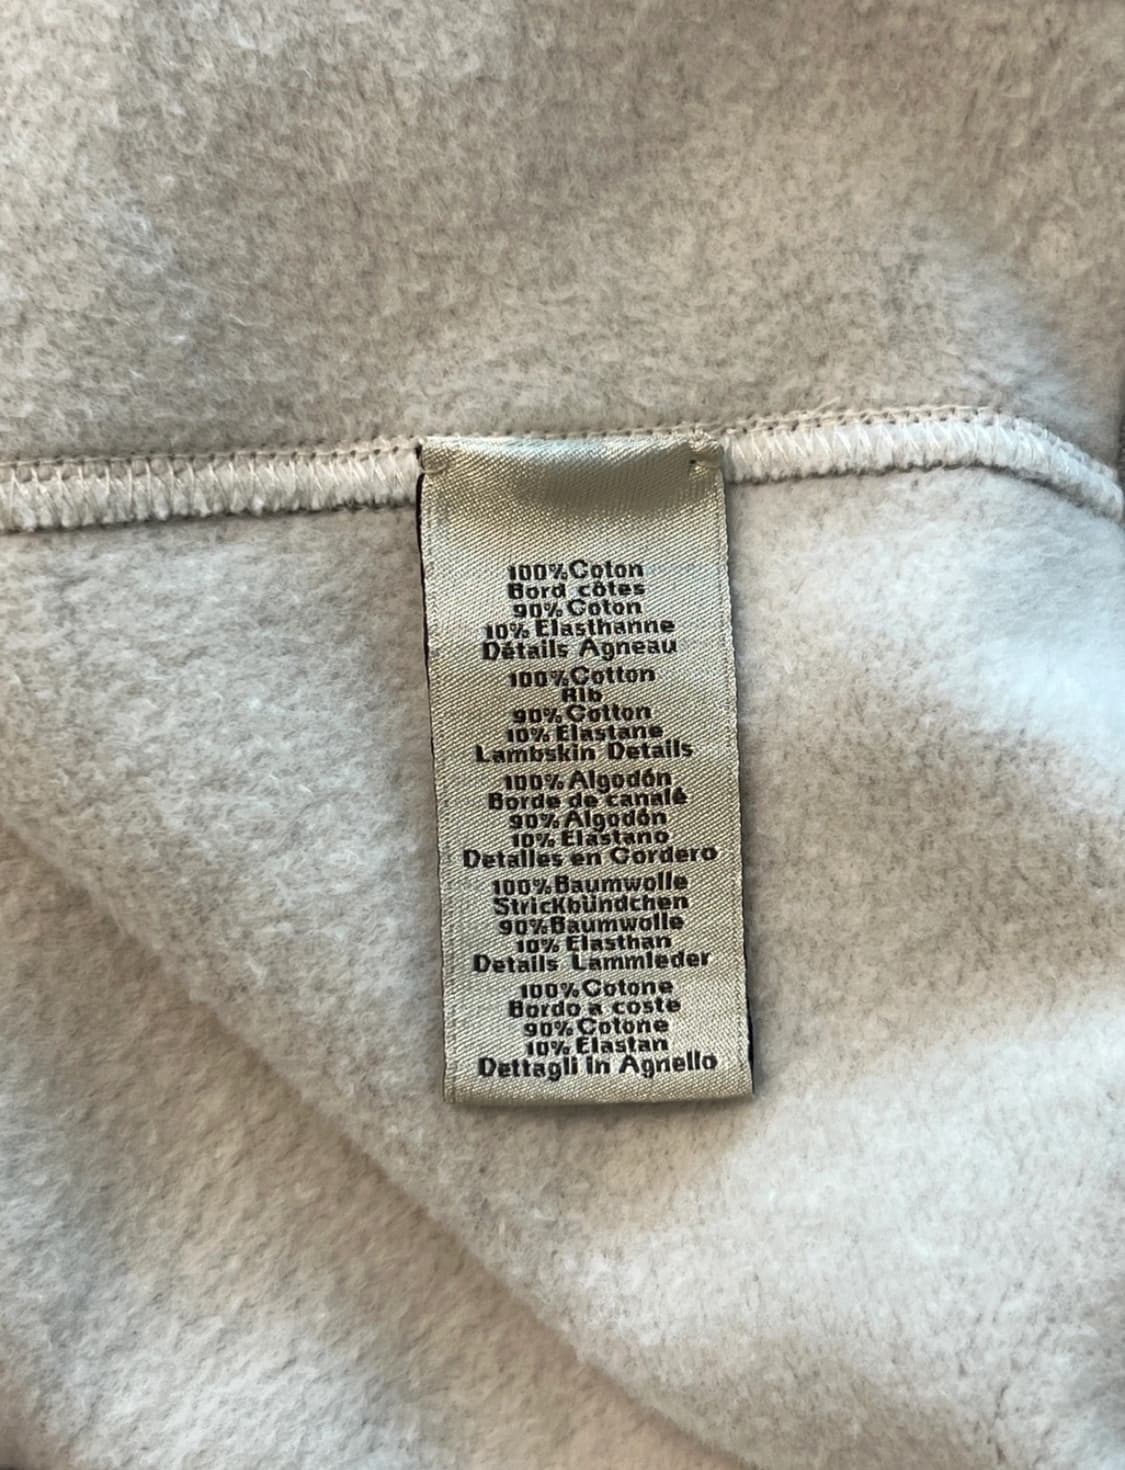 100%Coton
Bord côtes
90%Coton
10% Elasthanne
Détails Agneau
100%Cotton
Rib
90%Cotton
10% Elastane
Lambskin Details
100%Algodón
Borde de canalé
90%Algodón
10% Elastano
Detalles en Cordero
100%Baumwolle
Strickbündchen
90%Baumwolle
10% Elasthan
Details Lammleder
100%Cotone
Bordo a coste
90%Cotone
10% Elastan
Dettagli in Agnello